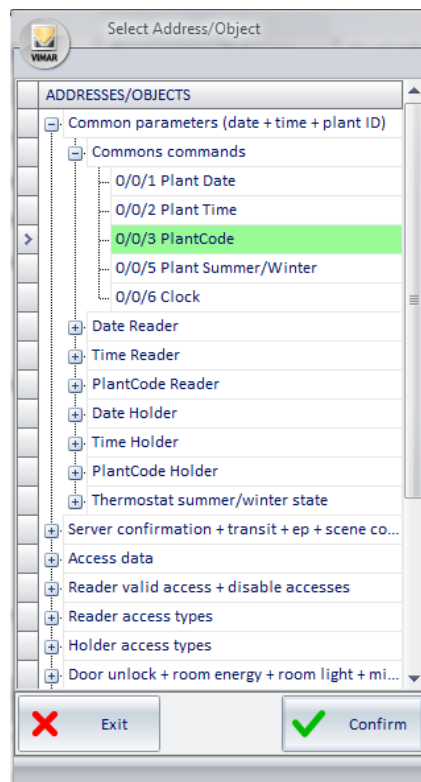 Select Address/Object
VIMAR
ADDRESSES/OBJECTS
Common parameters (date + time + plant ID)
Commons commands
0/0/1 Plant Date
0/0/2 Plant Time
0/0/3 PlantCode
0/0/5 Plant Summer/Winter
0/0/6 Clock
Date Reader
Time Reader
PlantCode Reader
Date Holder
Time Holder
PlantCode Holder
Thermostat summer/winter state
Server confirmation + transit + ep + scene co...
Access data
Reader valid access + disable accesses
Reader access types
Holder access types
Door unlock + room energy + room light + mi...
Exit
Confirm